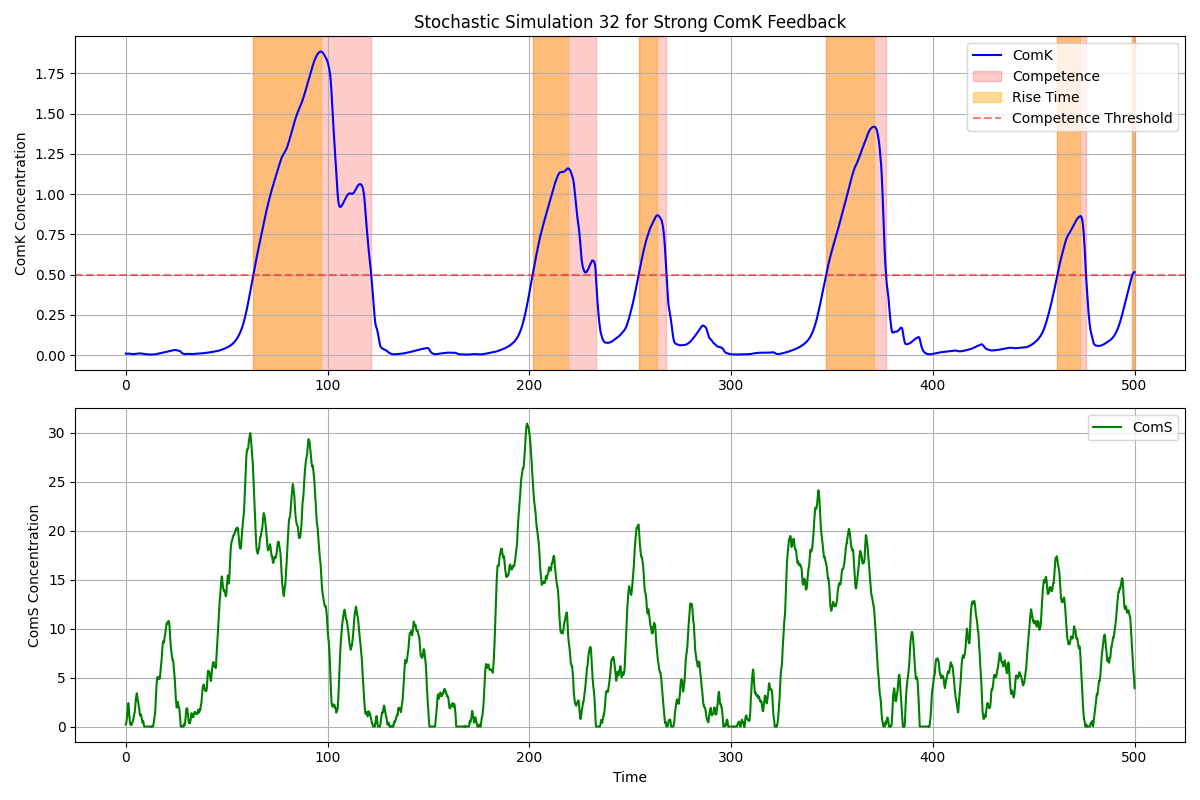 Stochastic Simulation 32 for Strong ComK Feedback
ComK Concentration
1.75
1.50
1.25
1.00
0.75
0.50
0.25
0.00
ComK
Competence
Rise Time
Competence Threshold
0 100 200 300 400 500
ComS Concentration
30
25
20
15
10
5
0
ComS
0 100 200 300 400 500
Time